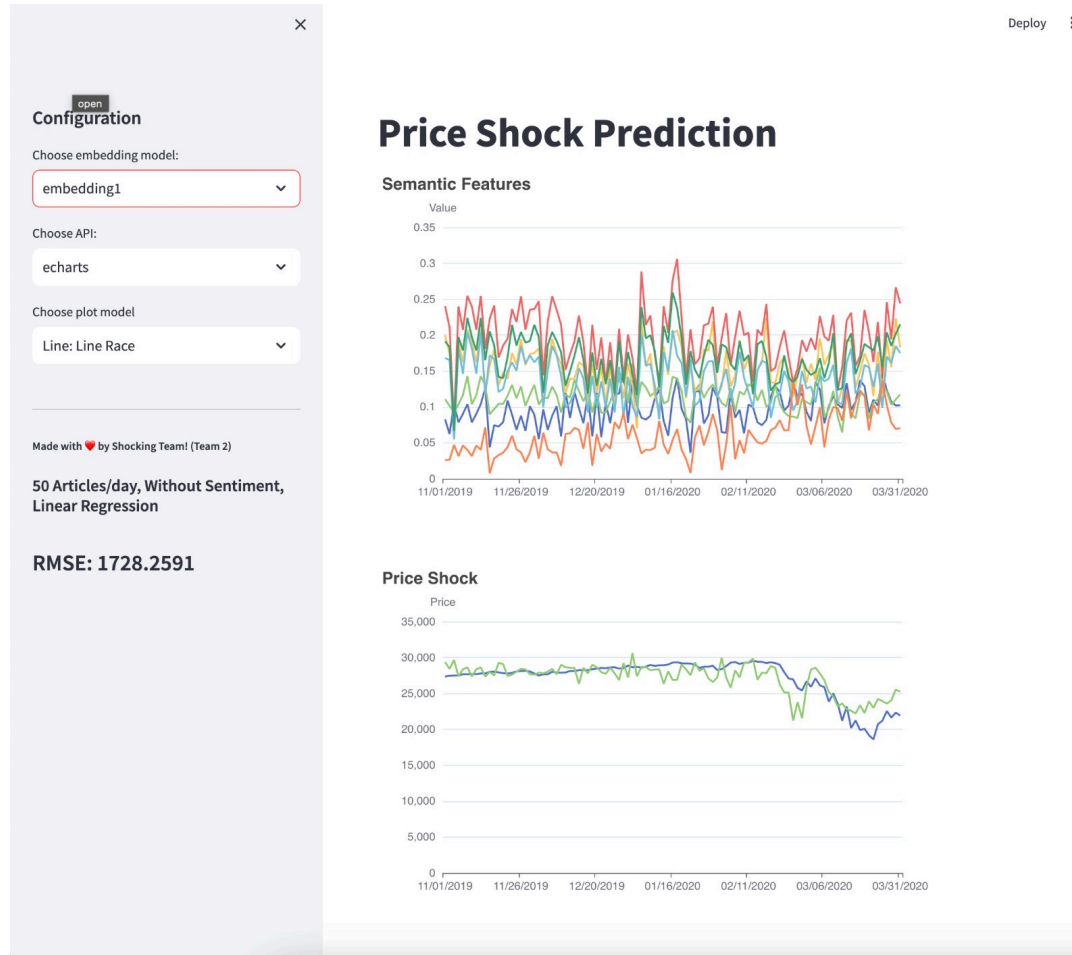 Deploy
open
Configuration
Choose embedding model:
embedding1
Choose API:
echarts
Choose plot model
Line: Line Race
Made with ❤️ by Shocking Team! (Team 2)
50 Articles/day, Without Sentiment,
Linear Regression
RMSE: 1728.2591
Price Shock Prediction
Semantic Features
Value
0.35
0.3
0.25
0.2
0.15
0.1
0.05
0
11/01/2019 11/26/2019 12/20/2019 01/16/2020 02/11/2020 03/06/2020 03/31/2020
Price Shock
Price
35,000
30,000
25,000
20,000
15,000
10,000
5,000
0
11/01/2019 11/26/2019 12/20/2019 01/16/2020 02/11/2020 03/06/2020 03/31/2020